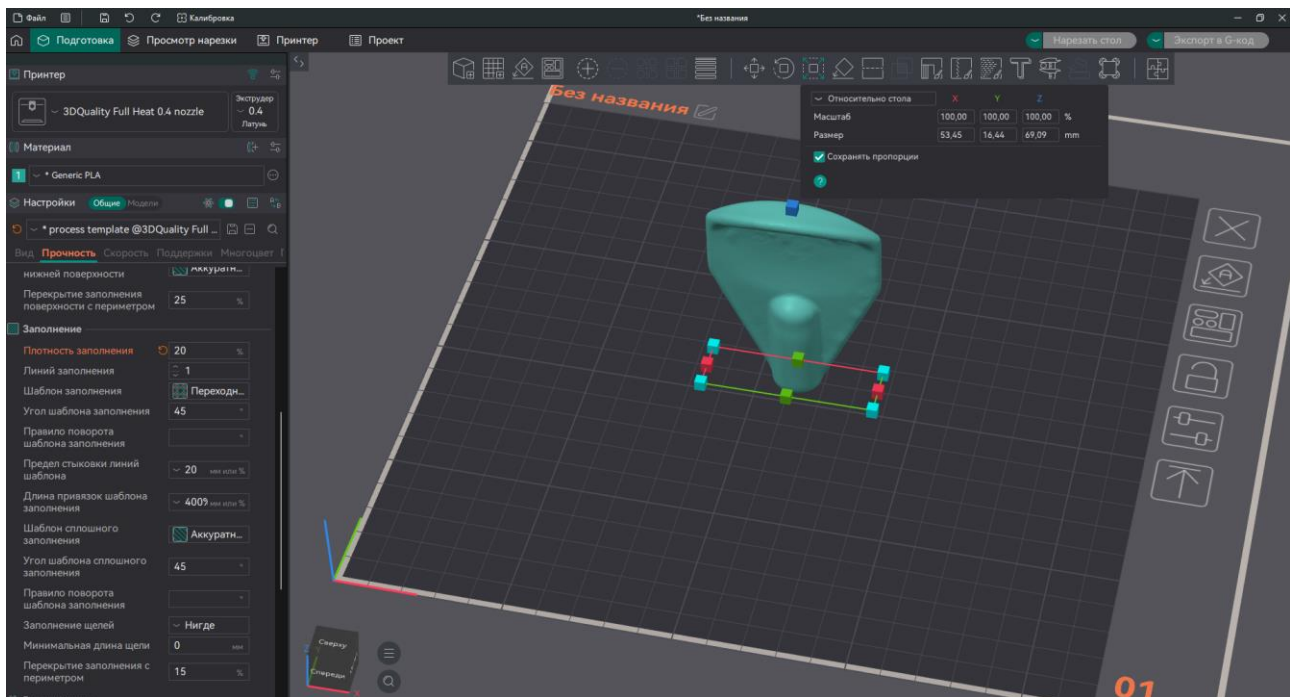 Файл
Калибровка
*Без названия
Подготовка
Просмотр нарезки
Принтер
Проект
Нарезать стол
Экспорт в G-код
Принтер
3DQuality Full Heat 0.4 nozzle
Экструдер
0.4
Латунь
Материал
1 * Generic PLA
Настройки Общие Модели
* process template @3DQuality Full ...
Вид Прочность Скорость Поддержки Многоцвет
нижней поверхности
Аккуратн...
Перекрытие заполнения
поверхности с периметром
25 %
Заполнение
Плотность заполнения 20 %
Линий заполнения 1
Шаблон заполнения Переходн...
Угол шаблона заполнения 45 °
Правило поворота
шаблона заполнения
°
Предел стыковки линий
шаблона
20 мм или %
Длина привязок шаблона
заполнения
400% мм или %
Шаблон сплошного
заполнения
Аккуратн...
Угол шаблона сплошного
заполнения
45 °
Правило поворота
шаблона заполнения
°
Заполнение щелей Нигде
Минимальная длина щели 0 мм
Перекрытие заполнения с
периметром
15 %
Без названия
Относительно стола X Y Z
Масштаб 100,00 100,00 100,00 %
Размер 53,45 16,44 69,09 mm
Сохранять пропорции
?
Сверху
Спереди
Z
X
01